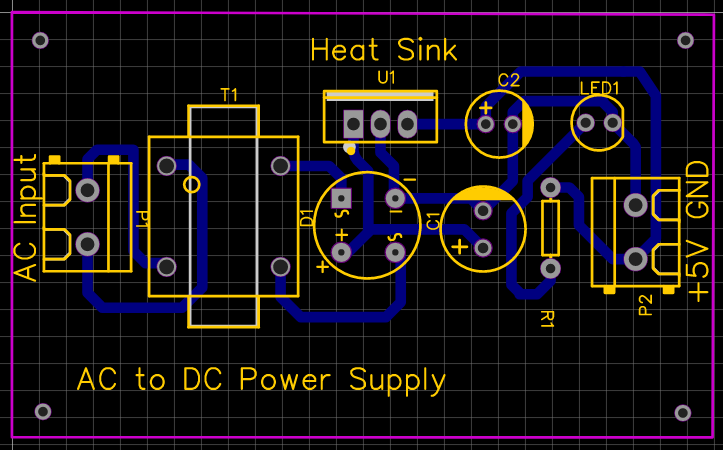 Heat Sink
U1
C2
LED1
T1
AC Input
P1
D1
~
+
~
+
C1
+
+
R1
P2
+5V GND
AC to DC Power Supply